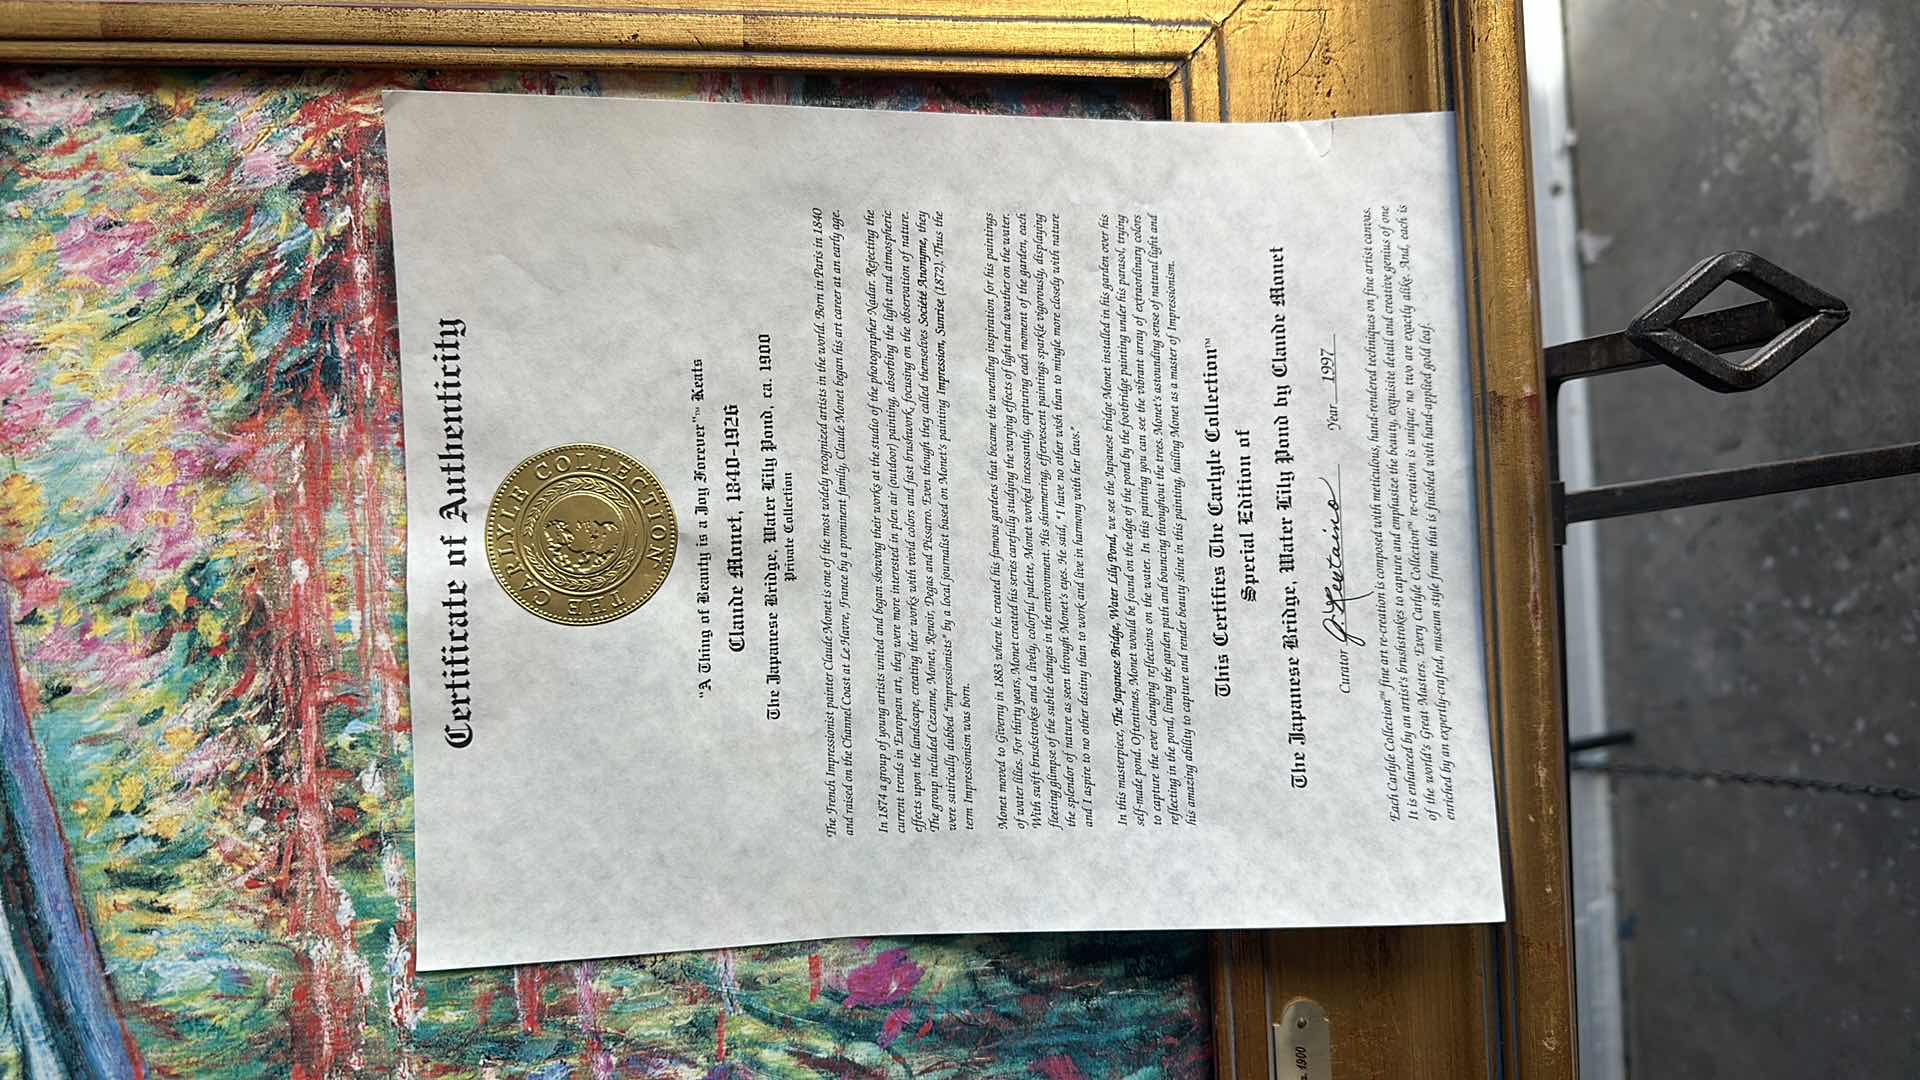 Certificate of Authenticity
THE CARLYLE COLLECTION
"A Thing of Beauty is a Joy Forever"™ Keats
Claude Monet, 1840-1926
The Japanese Bridge, Water Lily Pond, ca. 1900
Private Collection
The French Impressionist painter Claude Monet is one of the most widely recognized artists in the world. Born in Paris in 1840
and raised on the Channel Coast at Le Havre, France by a prominent family, Claude Monet began his art career at an early age.
In 1874 a group of young artists united and began showing their works at the studio of the photographer Nadar. Rejecting the
current trends in European art, they were more interested in plen air (outdoor) painting, absorbing the light and atmospheric
effects upon the landscape, creating their works with vivid colors and fast brushwork, focusing on the observation of nature.
The group included Cézanne, Monet, Renoir, Degas and Pissarro. Even though they called themselves Société Anonyme, they
were satirically dubbed "impressionists" by a local journalist based on Monet's painting Impression, Sunrise (1872). Thus the
term Impressionism was born.
Monet moved to Giverny in 1883 where he created his famous gardens that became the unending inspiration for his paintings
of water lilies. For thirty years, Monet created his series carefully studying the varying effects of light and weather on the water.
With swift brushstrokes and a lively, colorful palette, Monet worked incessantly, capturing each moment of the garden, each
fleeting glimpse of the subtle changes in the environment. His shimmering, effervescent paintings sparkle vigorously, displaying
the splendor of nature as seen through Monet's eyes. He said, "I have no other wish than to mingle more closely with nature
and I aspire to no other destiny than to work and live in harmony with her laws."
In this masterpiece, The Japanese Bridge, Water Lily Pond, we see the Japanese bridge Monet installed in his garden over his
self-made pond. Oftentimes, Monet would be found on the edge of the pond by the footbridge painting under his parasol, trying
to capture the ever changing reflections on the water. In this painting you can see the vibrant array of extraordinary colors
reflecting in the pond, lining the garden path and bouncing throughout the trees. Monet's astounding sense of natural light and
his amazing ability to capture and render beauty shine in this painting, hailing Monet as a master of Impressionism.
This Certifies The Carlyle Collection™
Special Edition of
The Japanese Bridge, Water Lily Pond by Claude Monet
Curator Year 1997
Each Carlyle Collection™ fine art re-creation is composed with meticulous, hand-rendered techniques on fine artist canvas.
It is enhanced by an artist's brushstrokes to capture and emphasize the beauty, exquisite detail and creative genius of one
of the world's Great Masters. Every Carlyle Collection™ re-creation is unique; no two are exactly alike. And, each is
enriched by an expertly-crafted, museum style frame that is finished with hand-applied gold leaf.
1900